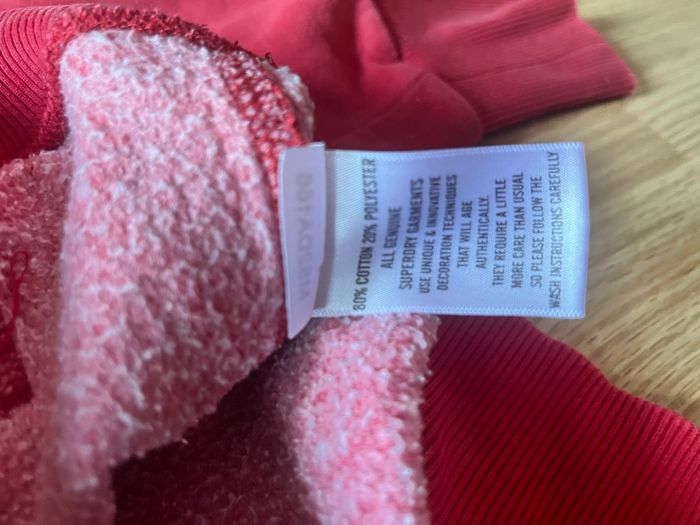 80% COTTON 20% POLYESTER
ALL GENUINE
SUPERDRY GARMENTS
USE UNIQUE & INNOVATIVE
DECORATION TECHNIQUES
THAT WILL AGE
AUTHENTICALLY.
THEY REQUIRE A LITTLE
MORE CARE THAN USUAL
SO PLEASE FOLLOW THE
WASH INSTRUCTIONS CAREFULLY